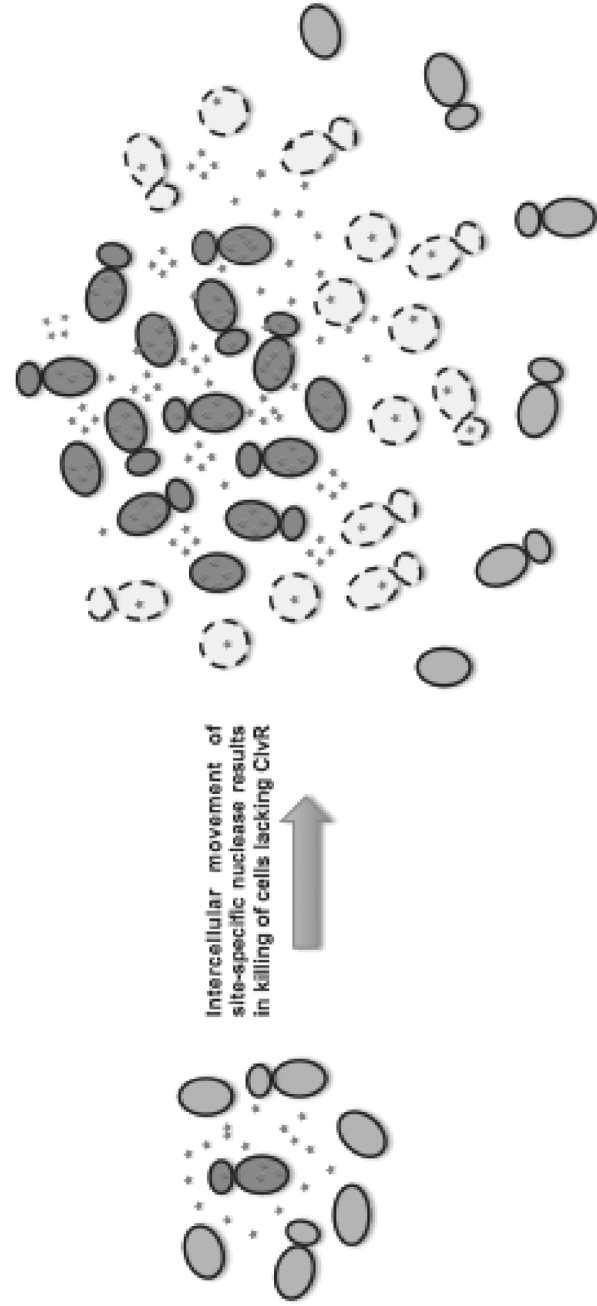 Intercellular movement of
site-specific nuclease results
in killing of cells lacking ClvR